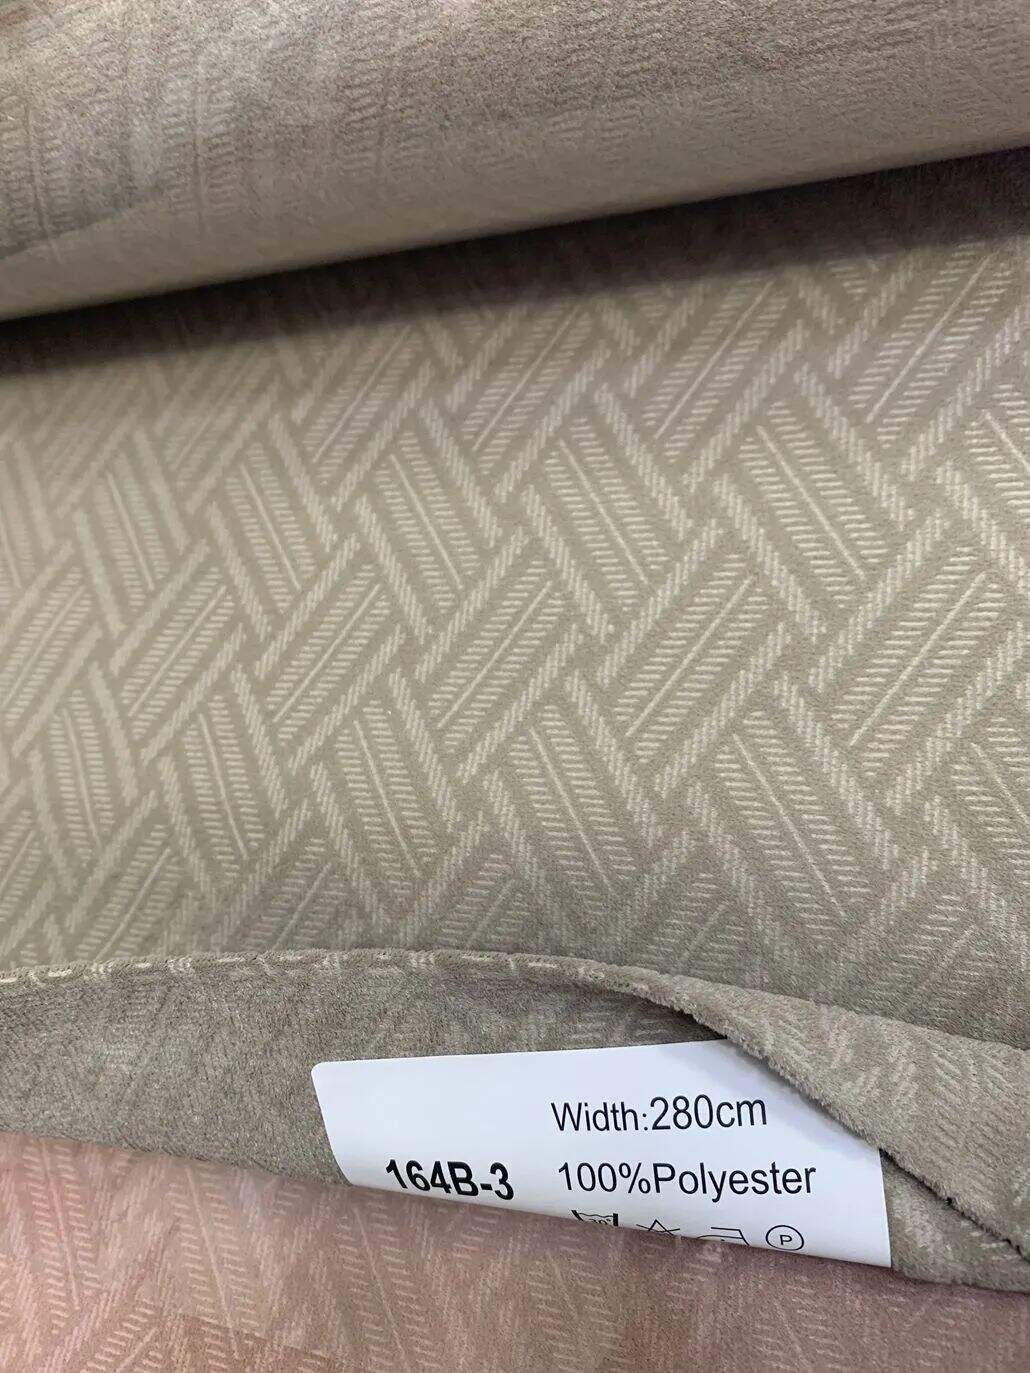 Width:280cm
164B-3 100%Polyester
P